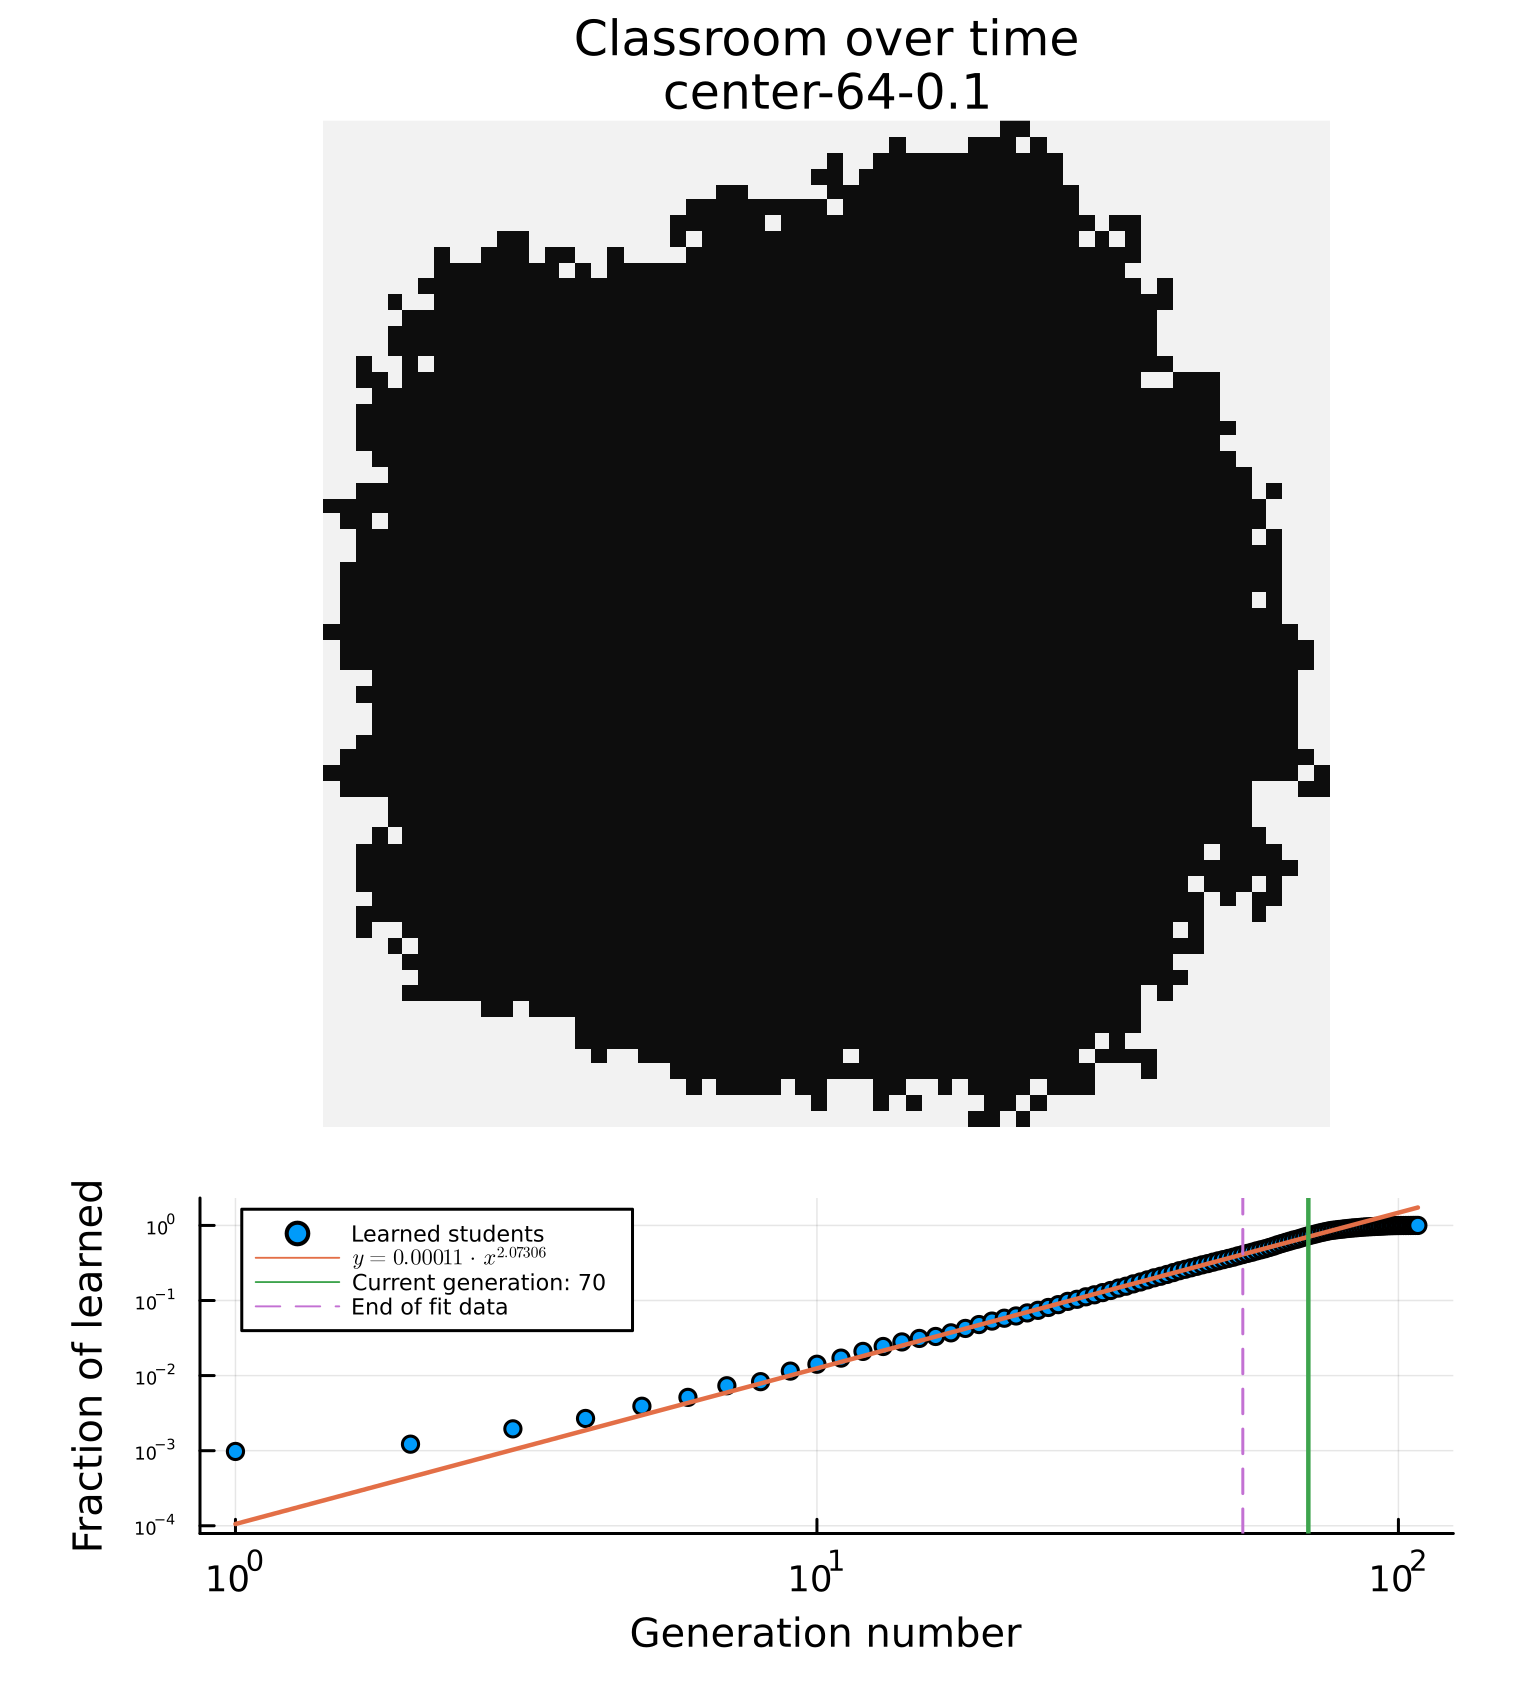 Classroom over time
center-64-0.1
Fraction of learned
10^0
10^-1
10^-2
10^-3
10^-4
Learned students
y = 0.00011 · x^2.07306
Current generation: 70
End of fit data
10^0 10^1 10^2
Generation number